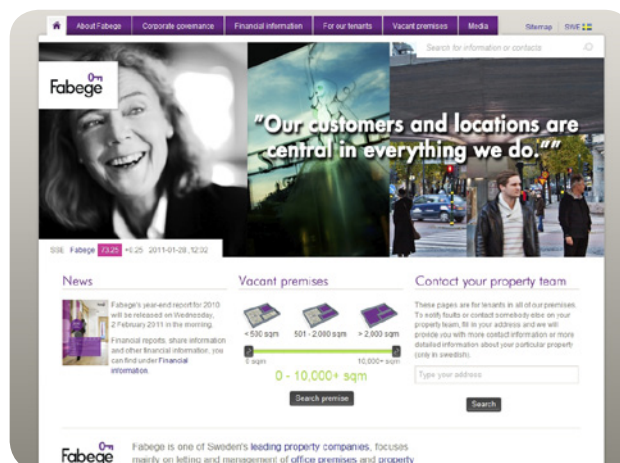 About Fabege
Corporate governance
Financial information
For our tenants
Vacant premises
Media
Sitemap
SWE
Search for information or contacts
Fabege
"Our customers and locations are
central in everything we do.""
SSE Fabege 73.25 +0.25 2011-01-28, 12:02
News
Fabege's year-end report for 2010
will be released on Wednesday,
2 February 2011 in the morning.
Financial reports, share information
and other financial information, you
can find under Financial
information.
Vacant premises
< 500 sqm
501 - 2,000 sqm
> 2,000 sqm
0 sqm
10,000+ sqm
0 - 10,000+ sqm
Search premise
Contact your property team
These pages are for tenants in all of our premises.
To notify faults or contact somebody else on your
property team, fill in your address and we will
provide you with more contact information or more
detailed information about your particular property
(only in swedish).
Type your address
Search
Fabege
Fabege is one of Sweden's leading property companies, focuses
mainly on letting and management of office premises and property